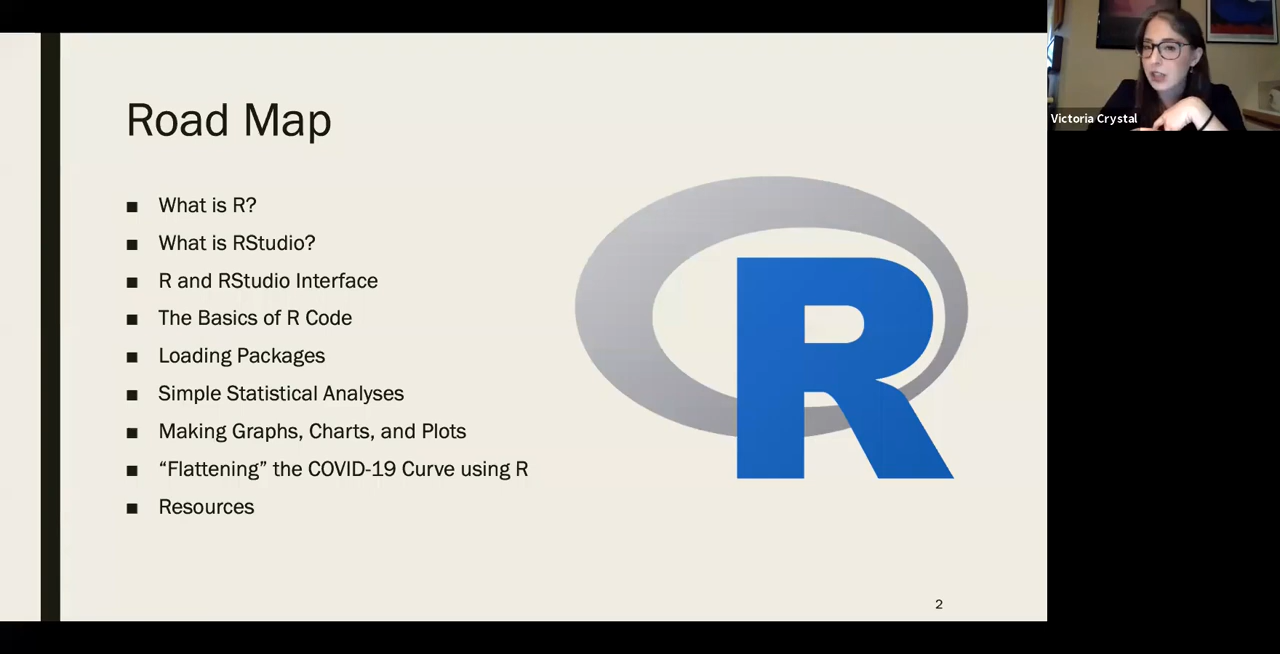 Road Map
■ What is R?
■ What is RStudio?
■ R and RStudio Interface
■ The Basics of R Code
■ Loading Packages
■ Simple Statistical Analyses
■ Making Graphs, Charts, and Plots
■ “Flattening” the COVID-19 Curve using R
■ Resources
R
2
Victoria Crystal